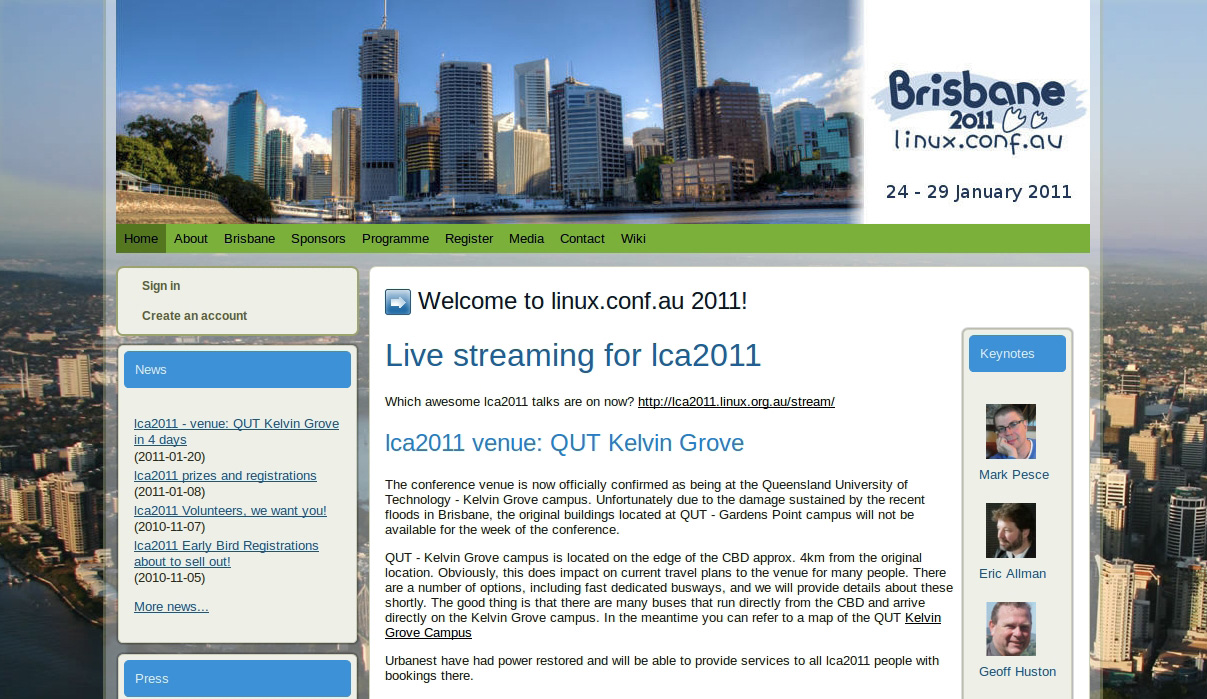 Brisbane
2011
linux.conf.au
24 - 29 January 2011
Home About Brisbane Sponsors Programme Register Media Contact Wiki
Sign in
Create an account
News
lca2011 - venue: QUT Kelvin Grove
in 4 days
(2011-01-20)
lca2011 prizes and registrations
(2011-01-08)
lca2011 Volunteers, we want you!
(2010-11-07)
lca2011 Early Bird Registrations
about to sell out!
(2010-11-05)
More news...
Press
Welcome to linux.conf.au 2011!
Live streaming for lca2011
Which awesome lca2011 talks are on now? http://lca2011.linux.org.au/stream/
lca2011 venue: QUT Kelvin Grove
The conference venue is now officially confirmed as being at the Queensland University of
Technology - Kelvin Grove campus. Unfortunately due to the damage sustained by the recent
floods in Brisbane, the original buildings located at QUT - Gardens Point campus will not be
available for the week of the conference.
QUT - Kelvin Grove campus is located on the edge of the CBD approx. 4km from the original
location. Obviously, this does impact on current travel plans to the venue for many people. There
are a number of options, including fast dedicated busways, and we will provide details about these
shortly. The good thing is that there are many buses that run directly from the CBD and arrive
directly on the Kelvin Grove campus. In the meantime you can refer to a map of the QUT Kelvin
Grove Campus
Urbanest have had power restored and will be able to provide services to all lca2011 people with
bookings there.
Keynotes
Mark Pesce
Eric Allman
Geoff Huston